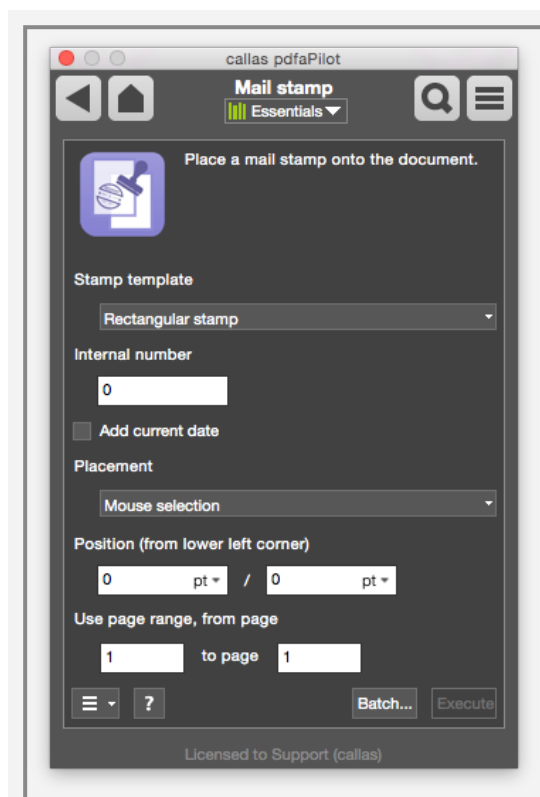 callas pdfaPilot
Mail stamp
Essentials
Place a mail stamp onto the document.
Stamp template
Rectangular stamp
Internal number
0
Add current date
Placement
Mouse selection
Position (from lower left corner)
0 pt / 0 pt
Use page range, from page
1 to page 1
? Batch... Execute
Licensed to Support (callas)